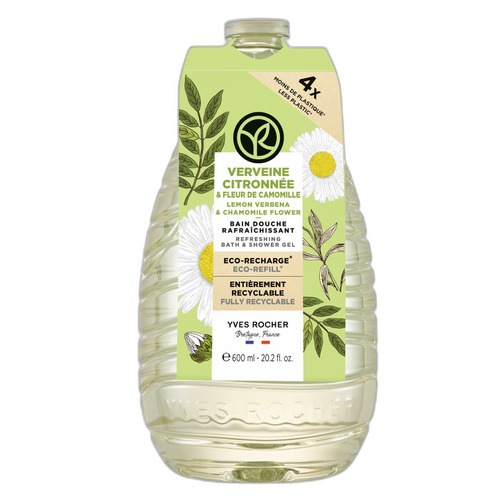 4x
MOINS DE PLASTIQUE*
LESS PLASTIC*
VERVEINE
CITRONNÉE
& FLEUR DE CAMOMILLE
LEMON VERBENA
& CHAMOMILE FLOWER
BAIN DOUCHE
RAFRAÎCHISSANT
REFRESHING
BATH & SHOWER GEL
ECO-RECHARGE*
ECO-REFILL*
ENTIÈREMENT
RECYCLABLE
FULLY RECYCLABLE
YVES ROCHER
Bretagne, France
℮ 600 ml - 20.2 fl. oz.
YVES ROCHER